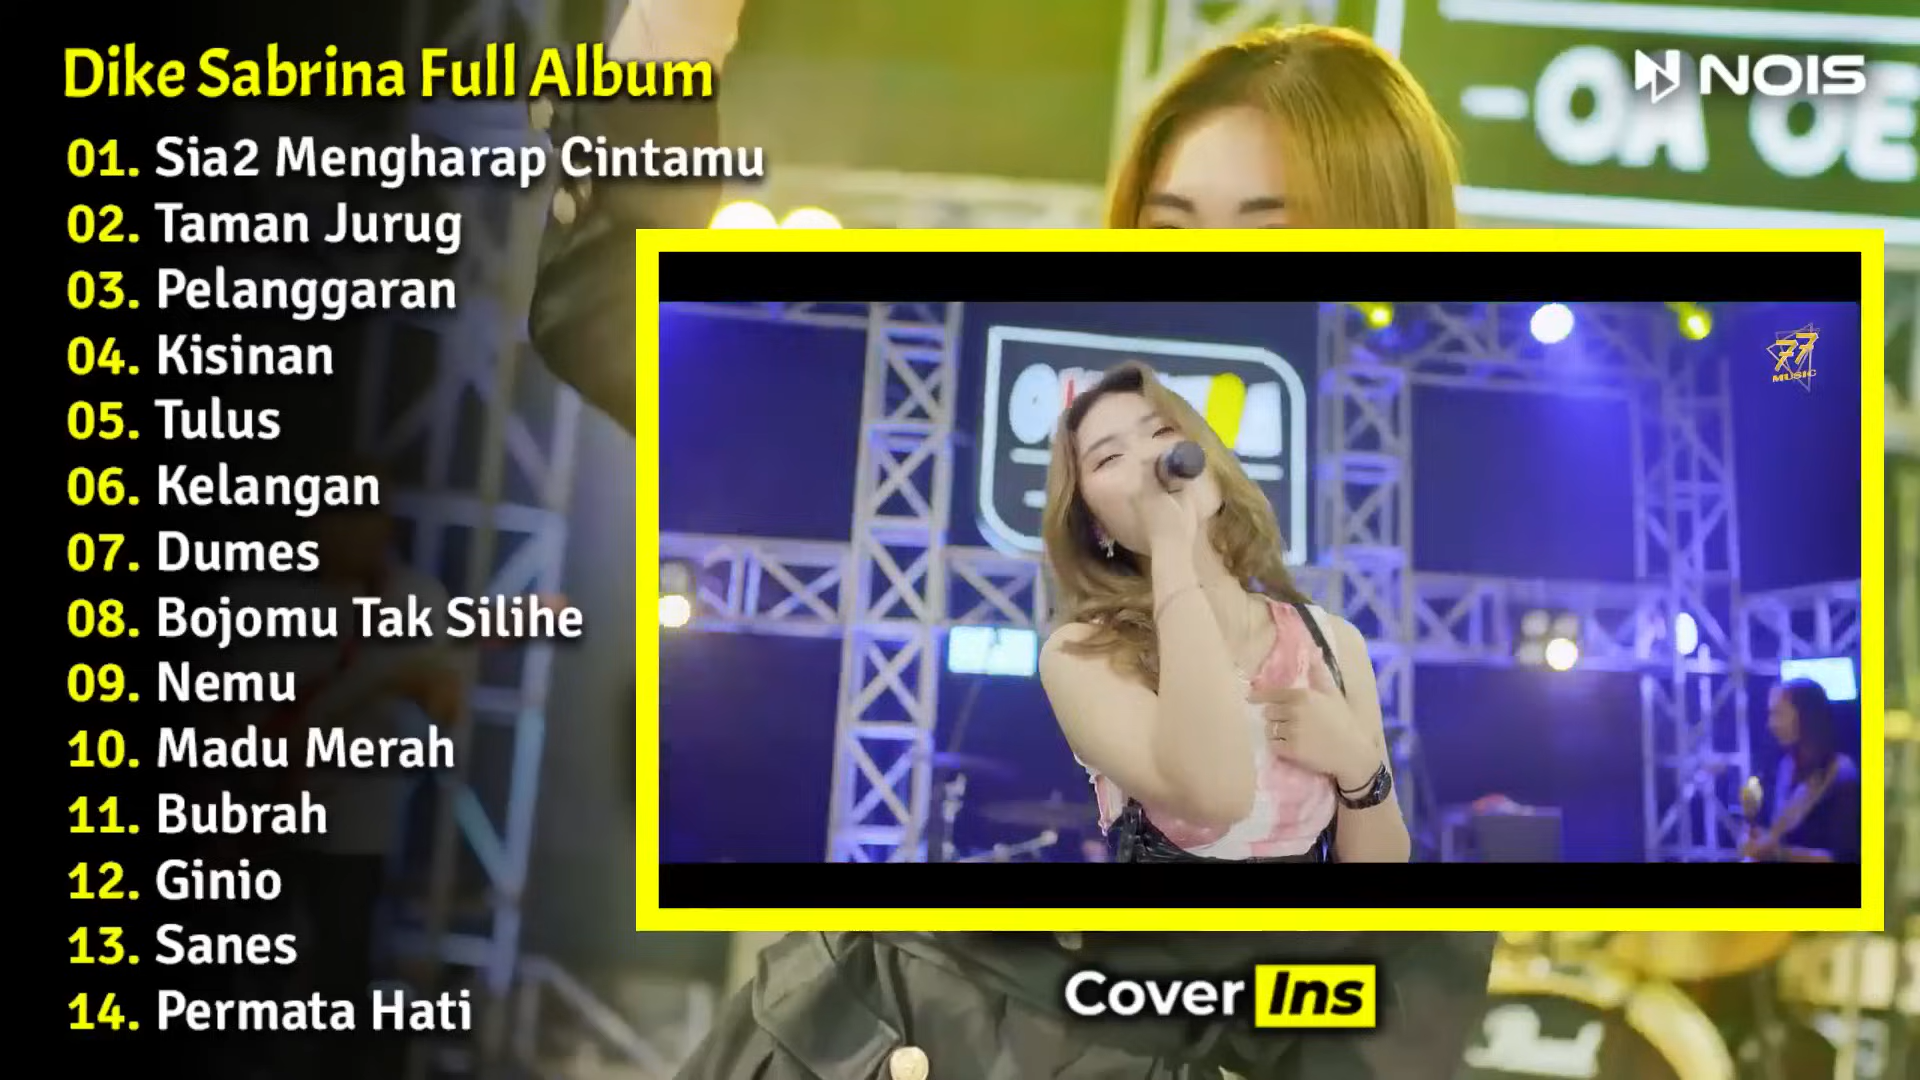 Dike Sabrina Full Album
01. Sia2 Mengharap Cintamu
02. Taman Jurug
03. Pelanggaran
04. Kisinan
05. Tulus
06. Kelangan
07. Dumes
08. Bojomu Tak Silihe
09. Nemu
10. Madu Merah
11. Bubrah
12. Ginio
13. Sanes
14. Permata Hati
NOIS
77
MUSIC
Cover Ins